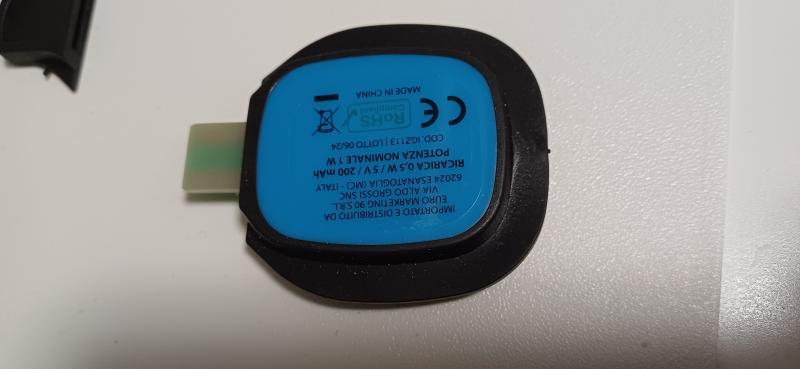 IMPORTATO E DISTRIBUITO DA
EURO MARKETING 90 S.R.L.
VIA ALDO GROSSI SNC
62024 ESANATOGLIA (MC) - ITALY
RICARICA 0,5 W / 5 V / 200 mAh
POTENZA NOMINALE 1 W
COD. IGZ113 | LOTTO 06/24
CE
RoHS
Compliant
MADE IN CHINA